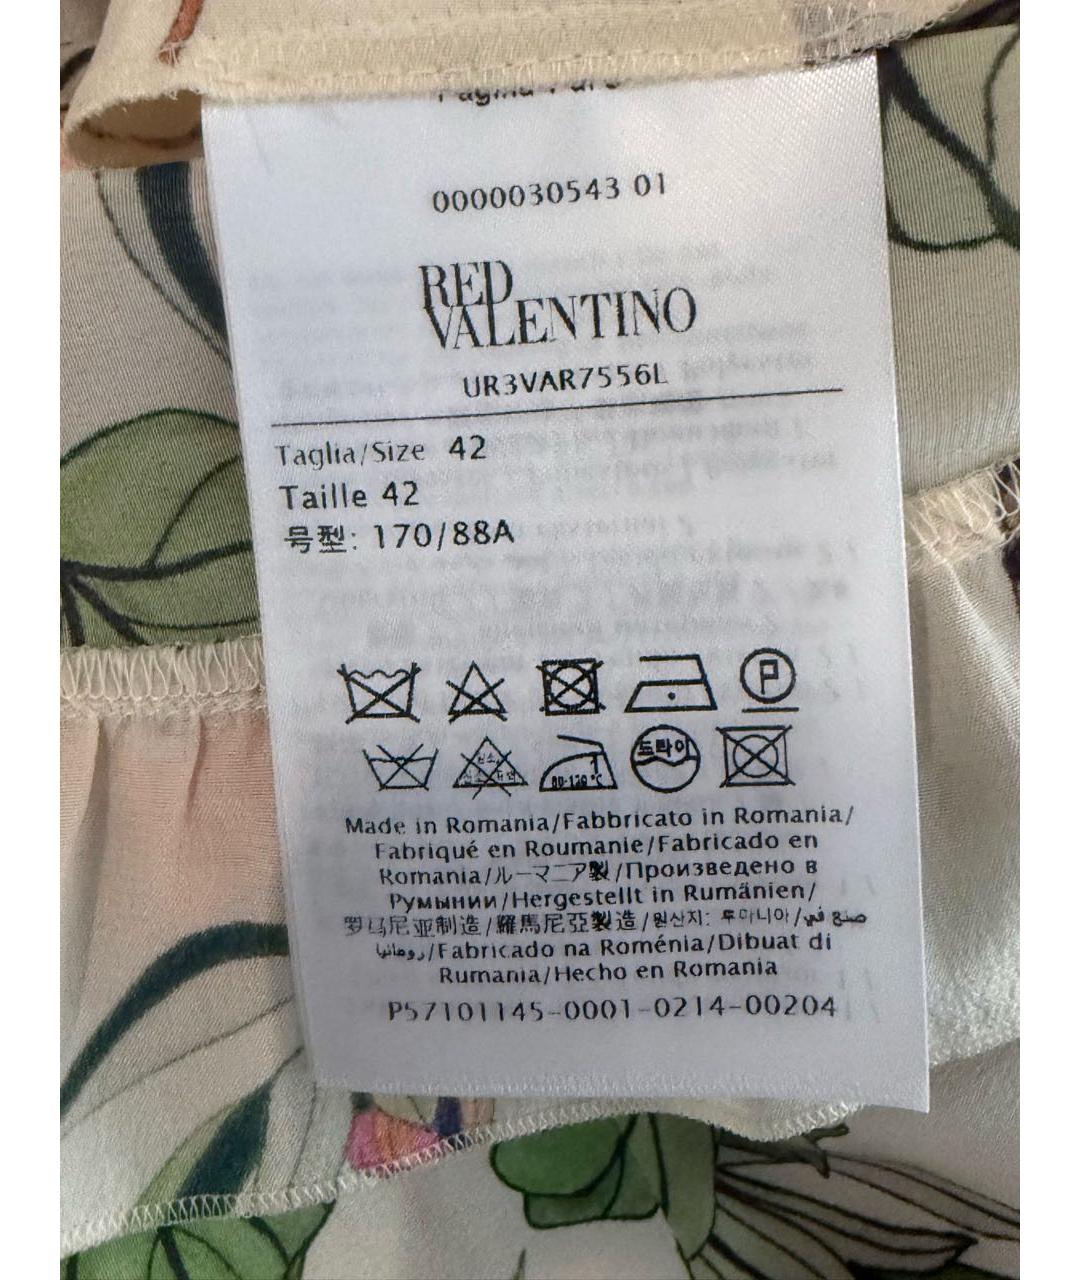 0000030543 01
RED
VALENTINO
UR3VAR7556L
Taglia/Size 42
Taille 42
号型: 170/88A
P
드라이
80-120°C
Made in Romania/Fabbricato in Romania/
Fabriqué en Roumanie/Fabricado en
Romania/ルーマニア製/Произведено в
Румынии/Hergestellt in Rumänien/
罗马尼亚制造/羅馬尼亞製造/원산지: 루마니아/صنع في
رومانيا/Fabricado na Roménia/Dibuat di
Rumania/Hecho en Romania
P57101145-0001-0214-00204